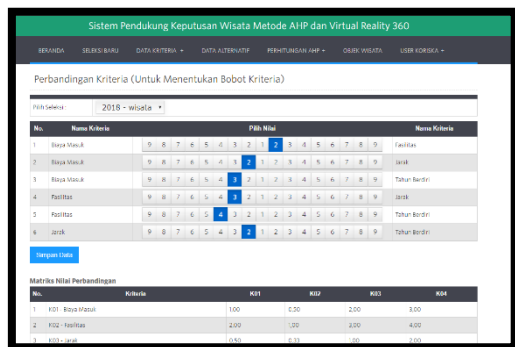 Sistem Pendukung Keputusan Wisata Metode AHP dan Virtual Reality 360
BERANDA SELEKSI BARU DATA KRITERIA DATA ALTERNATIF PERHITUNGAN AHP OBJEK WISATA USER KORISKA
Perbandingan Kriteria (Untuk Menentukan Bobot Kriteria)
Pilih Seleksi 2018 - wisata
No. Nama Kriteria Pilih Nilai Nama Kriteria
1 Biaya Masuk 9 8 7 6 5 4 3 2 1 2 3 4 5 6 7 8 9 Fasilitas
2 Biaya Masuk 9 8 7 6 5 4 3 2 1 2 3 4 5 6 7 8 9 Jarak
3 Biaya Masuk 9 8 7 6 5 4 3 2 1 2 3 4 5 6 7 8 9 Tahun Berdiri
4 Fasilitas 9 8 7 6 5 4 3 2 1 2 3 4 5 6 7 8 9 Jarak
5 Fasilitas 9 8 7 6 5 4 3 2 1 2 3 4 5 6 7 8 9 Tahun Berdiri
6 Jarak 9 8 7 6 5 4 3 2 1 2 3 4 5 6 7 8 9 Tahun Berdiri
Simpan Data
Matriks Nilai Perbandingan
No. Kriteria K01 K02 K03 K04
1 K01 - Biaya Masuk 1.00 0.50 2.00 3.00
2 K02 - Fasilitas 2.00 1.00 3.00 4.00
3 K03 - Jarak 0.50 0.33 1.00 2.00